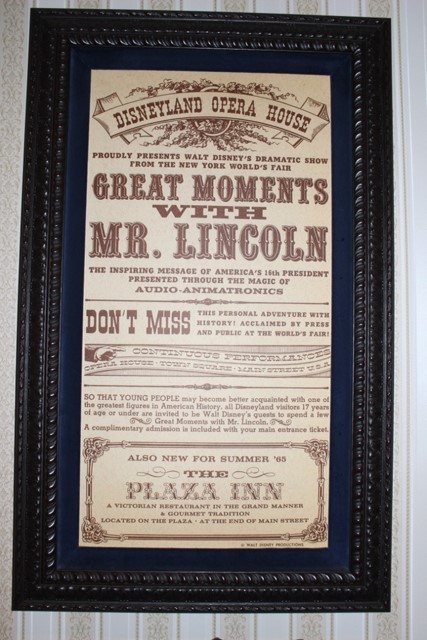 DISNEYLAND OPERA HOUSE
PROUDLY PRESENTS WALT DISNEY'S DRAMATIC SHOW
FROM THE NEW YORK WORLD'S FAIR
GREAT MOMENTS
WITH
MR. LINCOLN
THE INSPIRING MESSAGE OF AMERICA'S 16th PRESIDENT
PRESENTED THROUGH THE MAGIC OF
AUDIO-ANIMATRONICS
DON'T MISS
THIS PERSONAL ADVENTURE WITH
HISTORY! ACCLAIMED BY PRESS
AND PUBLIC AT THE WORLD'S FAIR!
CONTINUOUS PERFORMANCES
OPERA HOUSE · TOWN SQUARE · MAIN STREET U.S.A.
SO THAT YOUNG PEOPLE may become better acquainted with one of
the greatest figures in American History, all Disneyland visitors 17 years
of age or under are invited to be Walt Disney's guests to spend a few
Great Moments with Mr. Lincoln.
A complimentary admission is included with your main entrance ticket.
ALSO NEW FOR SUMMER '65
THE
PLAZA INN
A VICTORIAN RESTAURANT IN THE GRAND MANNER
& GOURMET TRADITION
LOCATED ON THE PLAZA - AT THE END OF MAIN STREET
© WALT DISNEY PRODUCTIONS